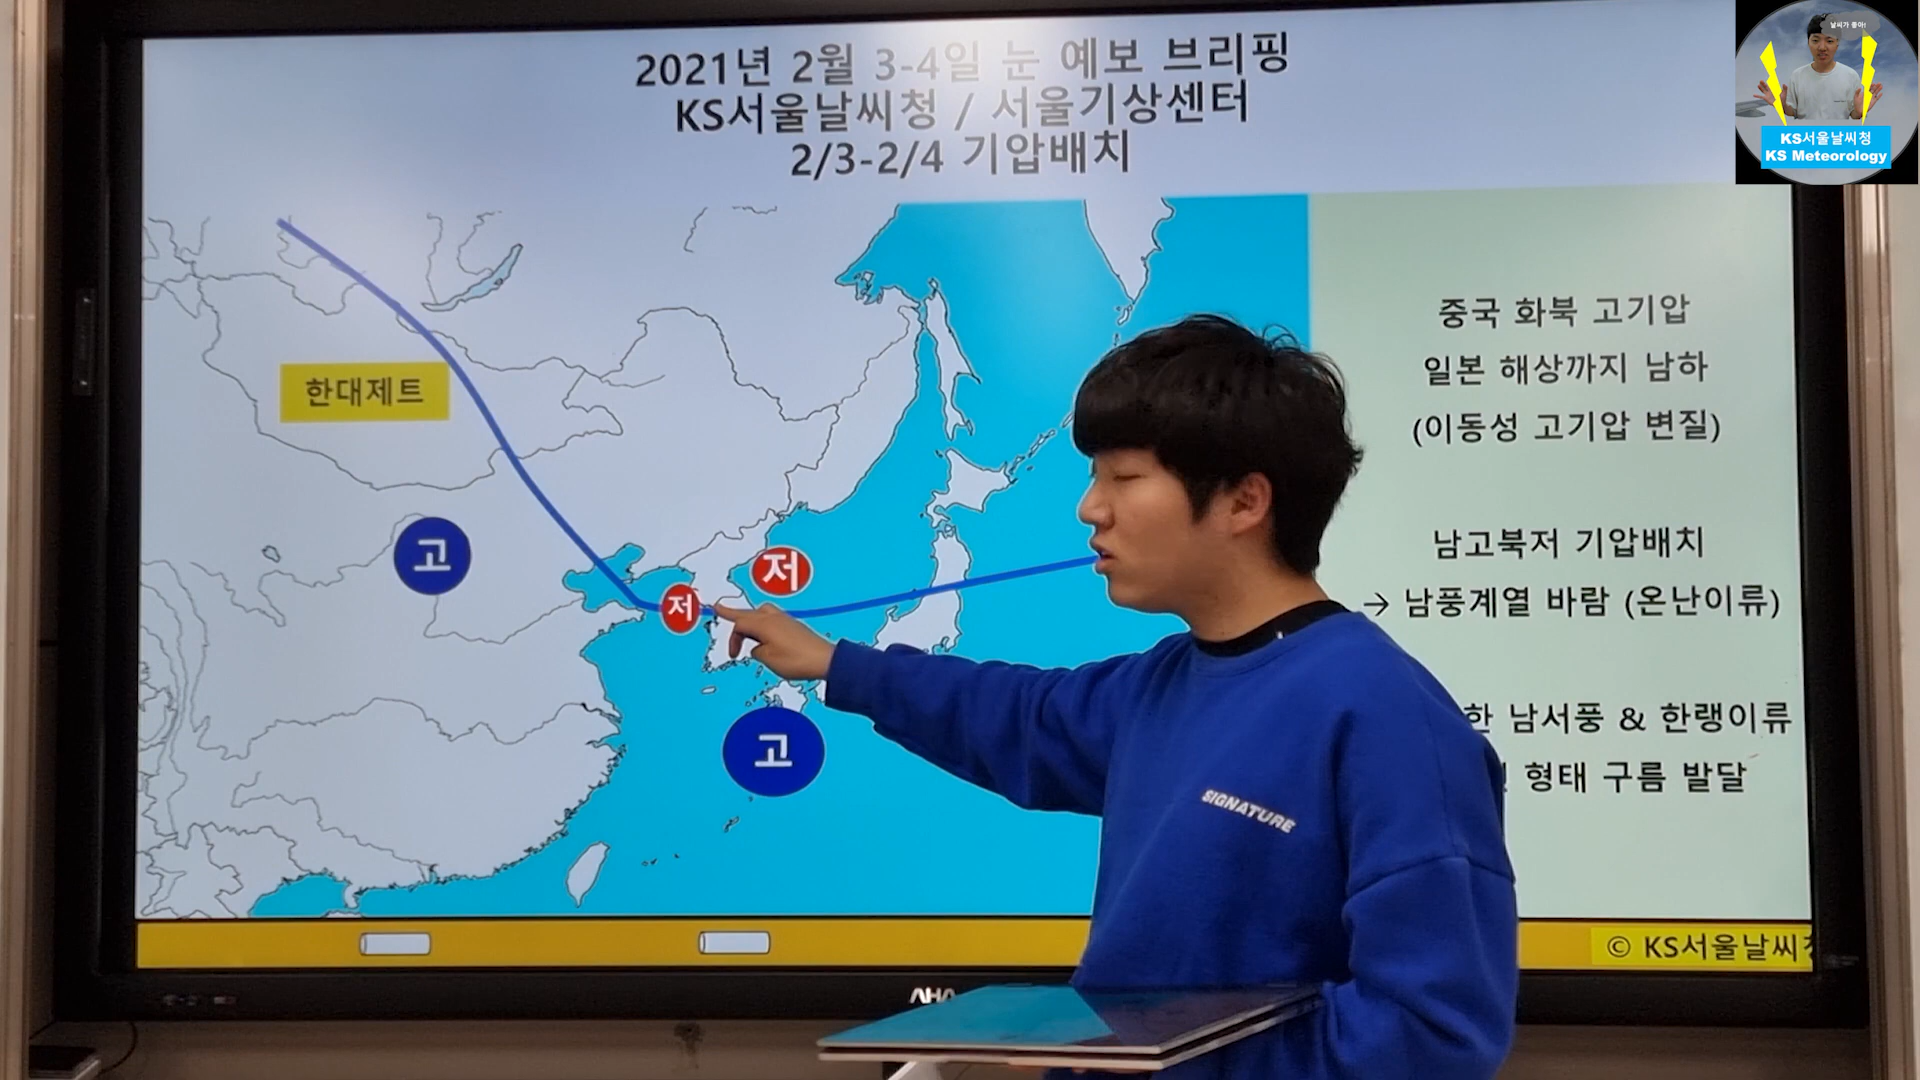 2021년 2월 3-4일 눈 예보 브리핑
KS서울날씨청 / 서울기상센터
2/3-2/4 기압배치
날씨가 좋아!
KS서울날씨청
KS Meteorology
한대제트
고
저
저
고
중국 화북 고기압
일본 해상까지 남하
(이동성 고기압 변질)
남고북저 기압배치
→ 남풍계열 바람 (온난이류)
한 남서풍 & 한랭이류
형태 구름 발달
SIGNATURE
© KS서울날씨청
AHA